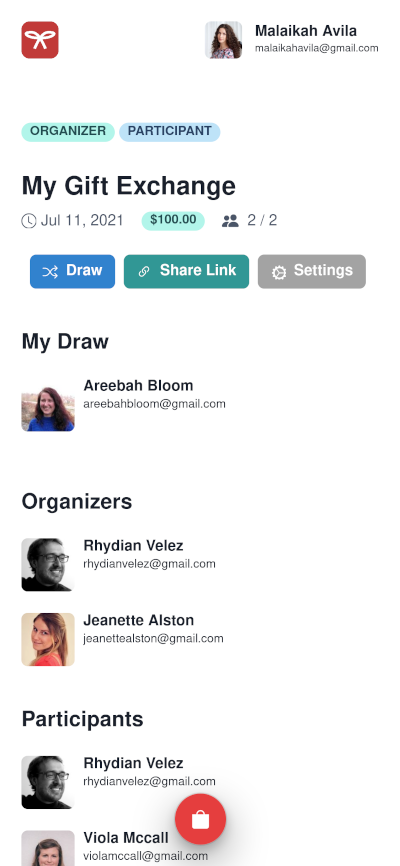 Malaikah Avila
malaikahavila@gmail.com
ORGANIZER PARTICIPANT
My Gift Exchange
Jul 11, 2021 $100.00 2 / 2
Draw Share Link Settings
My Draw
Areebah Bloom
areebahbloom@gmail.com
Organizers
Rhydian Velez
rhydianvelez@gmail.com
Jeanette Alston
jeanettealston@gmail.com
Participants
Rhydian Velez
rhydianvelez@gmail.com
Viola Mccall
violamccall@gmail.com